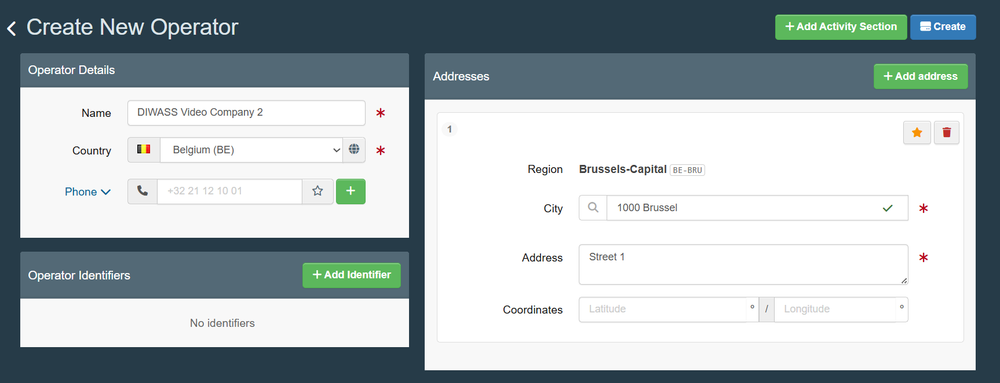 Create New Operator
+ Add Activity Section
Create
Operator Details
Name
DIWASS Video Company 2
*
Country
Belgium (BE)
*
Phone
+32 21 12 10 01
+
Operator Identifiers
+ Add Identifier
No identifiers
Addresses
+ Add address
1
Region
Brussels-Capital BE-BRU
City
1000 Brussel
*
Address
Street 1
*
Coordinates
Latitude ° / Longitude °